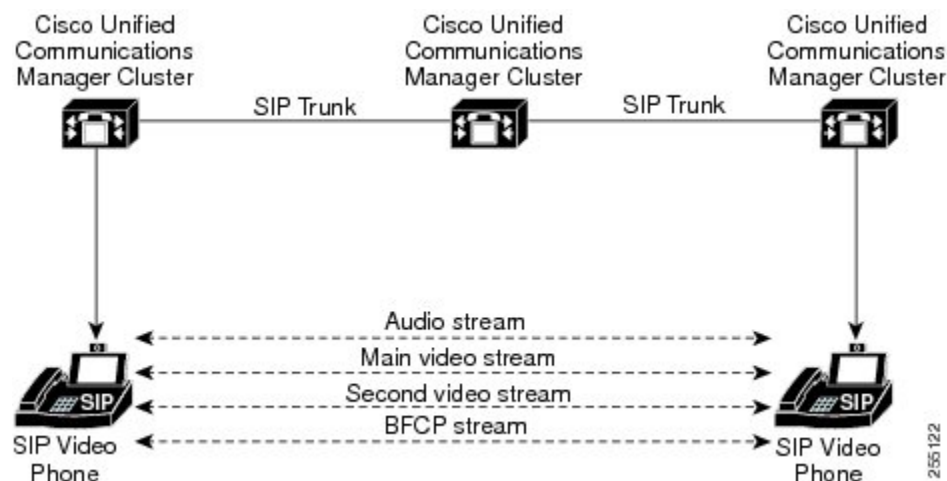 Cisco Unified
Communications
Manager Cluster
Cisco Unified
Communications
Manager Cluster
Cisco Unified
Communications
Manager Cluster
SIP Trunk
SIP Trunk
Audio stream
Main video stream
Second video stream
BFCP stream
SIP
SIP Video
Phone
SIP
SIP Video
Phone
255122